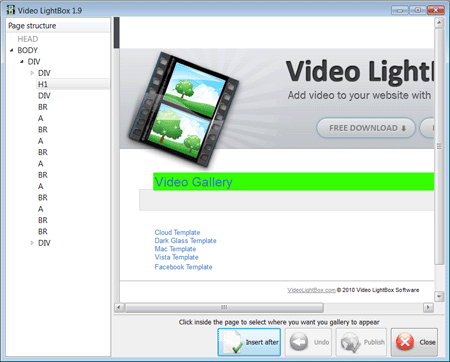 Video LightBox 1.9
Page structure
HEAD
BODY
DIV
DIV
H1
DIV
BR
A
BR
A
BR
A
BR
A
BR
A
BR
BR
DIV
Video Light
Add video to your website with
FREE DOWNLOAD
Video Gallery
Cloud Template
Dark Glass Template
Mac Template
Vista Template
Facebook Template
VideoLightBox.com © 2010 Video LightBox Software
Click inside the page to select where you want you gallery to appear
Insert after
Undo
Publish
Close